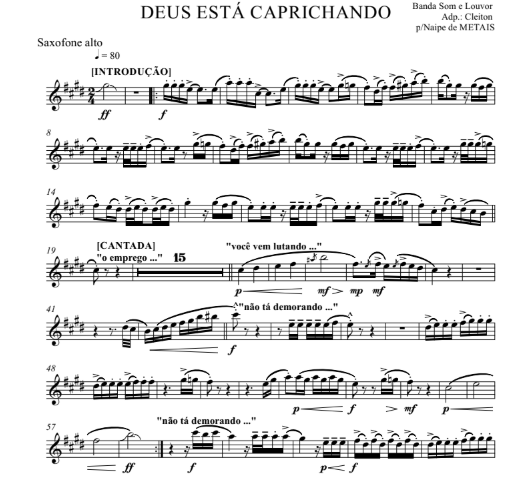 DEUS ESTÁ CAPRICHANDO
Banda Som e Louvor
Adp.: Cleiton
p/Naipe de METAIS
Saxofone alto
♩ = 80
[INTRODUÇÃO]
2
4
ff
f
8
14
19
[CANTADA]
"o emprego ..."
15
"você vem lutando ..."
p
mf
mp
mf
41
"não tá demorando ..."
f
48
p
f
mf
p
57
"não tá demorando ..."
ff
f
p
f